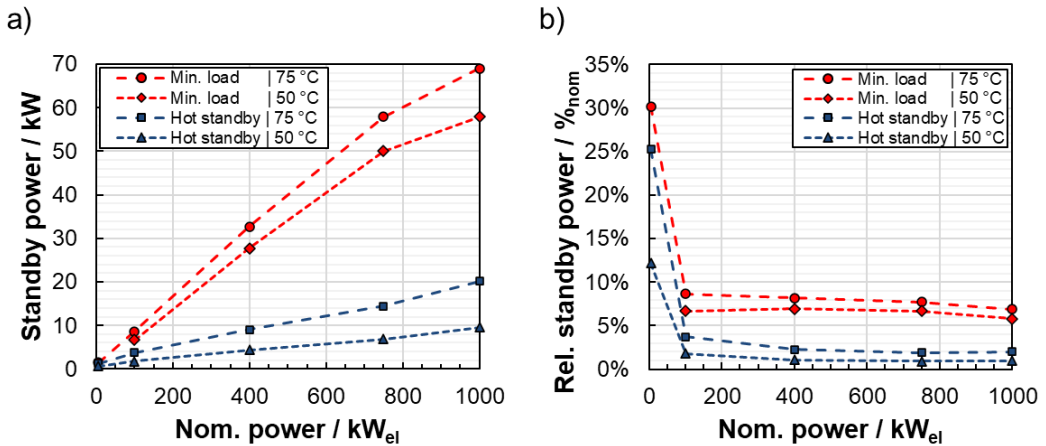 a)
Standby power / kW
70
60
50
40
30
20
10
0
Min. load | 75 °C
Min. load | 50 °C
Hot standby | 75 °C
Hot standby | 50 °C
0 200 400 600 800 1000
Nom. power / kWel
b)
Rel. standby power / %nom
35%
30%
25%
20%
15%
10%
5%
0%
Min. load | 75 °C
Min. load | 50 °C
Hot standby | 75 °C
Hot standby | 50 °C
0 200 400 600 800 1000
Nom. power / kWel